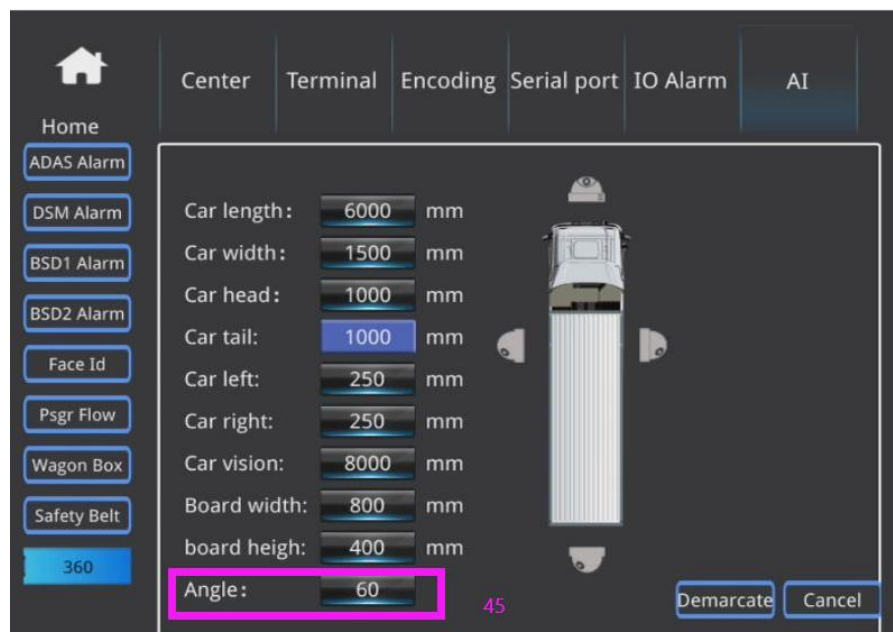 Center Terminal Encoding Serial port IO Alarm AI
Home
ADAS Alarm
DSM Alarm
BSD1 Alarm
BSD2 Alarm
Face Id
Psgr Flow
Wagon Box
Safety Belt
360
Car length: 6000 mm
Car width: 1500 mm
Car head: 1000 mm
Car tail: 1000 mm
Car left: 250 mm
Car right: 250 mm
Car vision: 8000 mm
Board width: 800 mm
board heigh: 400 mm
Angle: 60
45
Demarcate Cancel